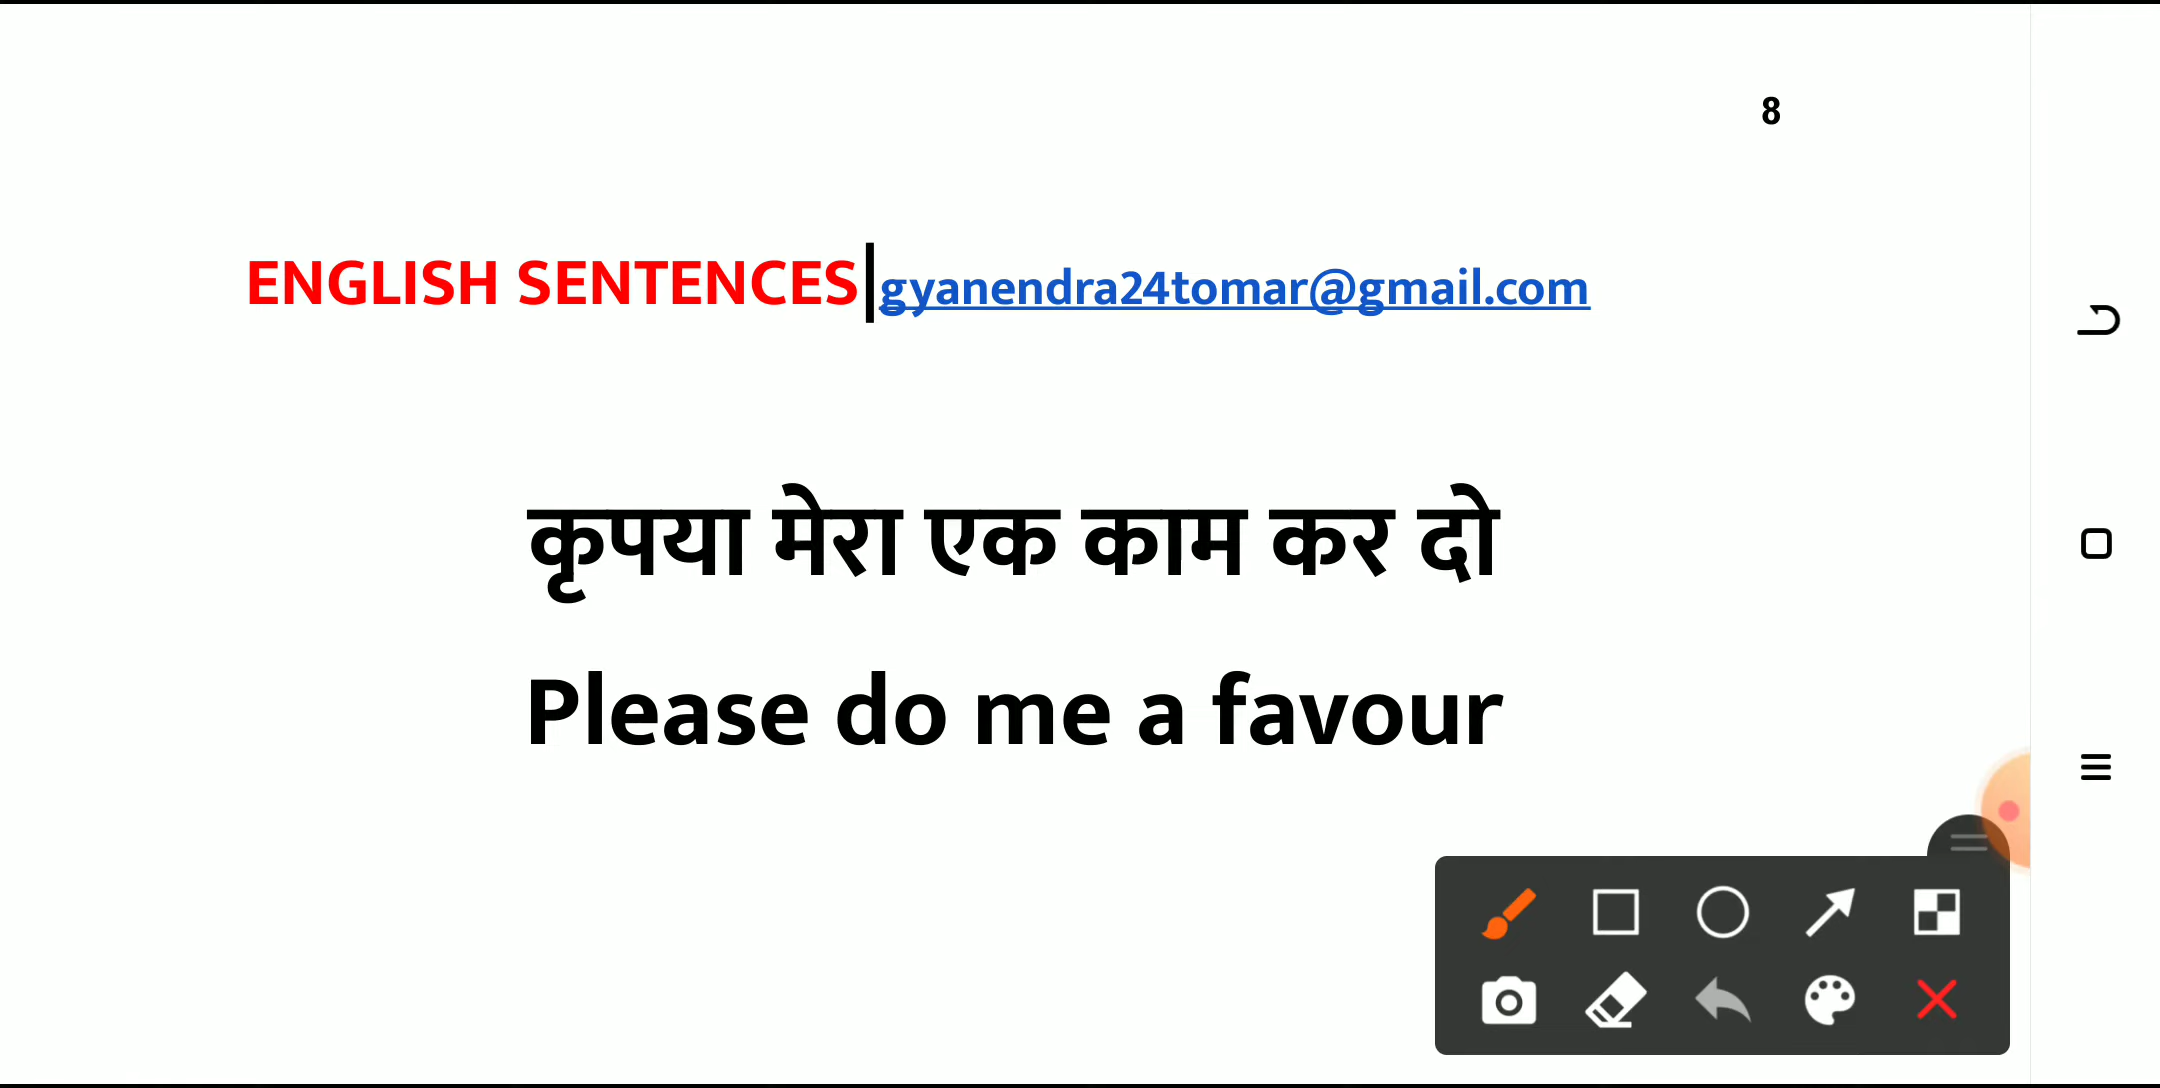 8
ENGLISH SENTENCES|gyanendra24tomar@gmail.com
कृपया मेरा एक काम कर दो
Please do me a favour